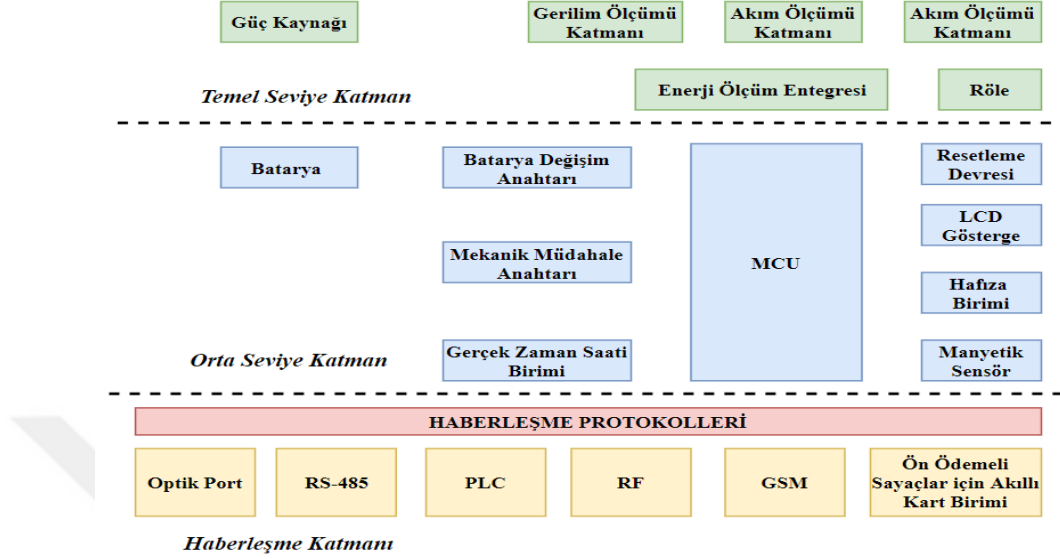 Güç Kaynağı
Gerilim Ölçümü
Katmanı
Akım Ölçümü
Katmanı
Akım Ölçümü
Katmanı
Temel Seviye Katman
Enerji Ölçüm Entegresi
Röle
Batarya
Batarya Değişim
Anahtarı
MCU
Resetleme
Devresi
LCD
Gösterge
Mekanik Müdahale
Anahtarı
Hafıza
Birimi
Orta Seviye Katman
Gerçek Zaman Saati
Birimi
Manyetik
Sensör
HABERLEŞME PROTOKOLLERİ
Optik Port
RS-485
PLC
RF
GSM
Ön Ödemeli
Sayaçlar için Akıllı
Kart Birimi
Haberleşme Katmanı